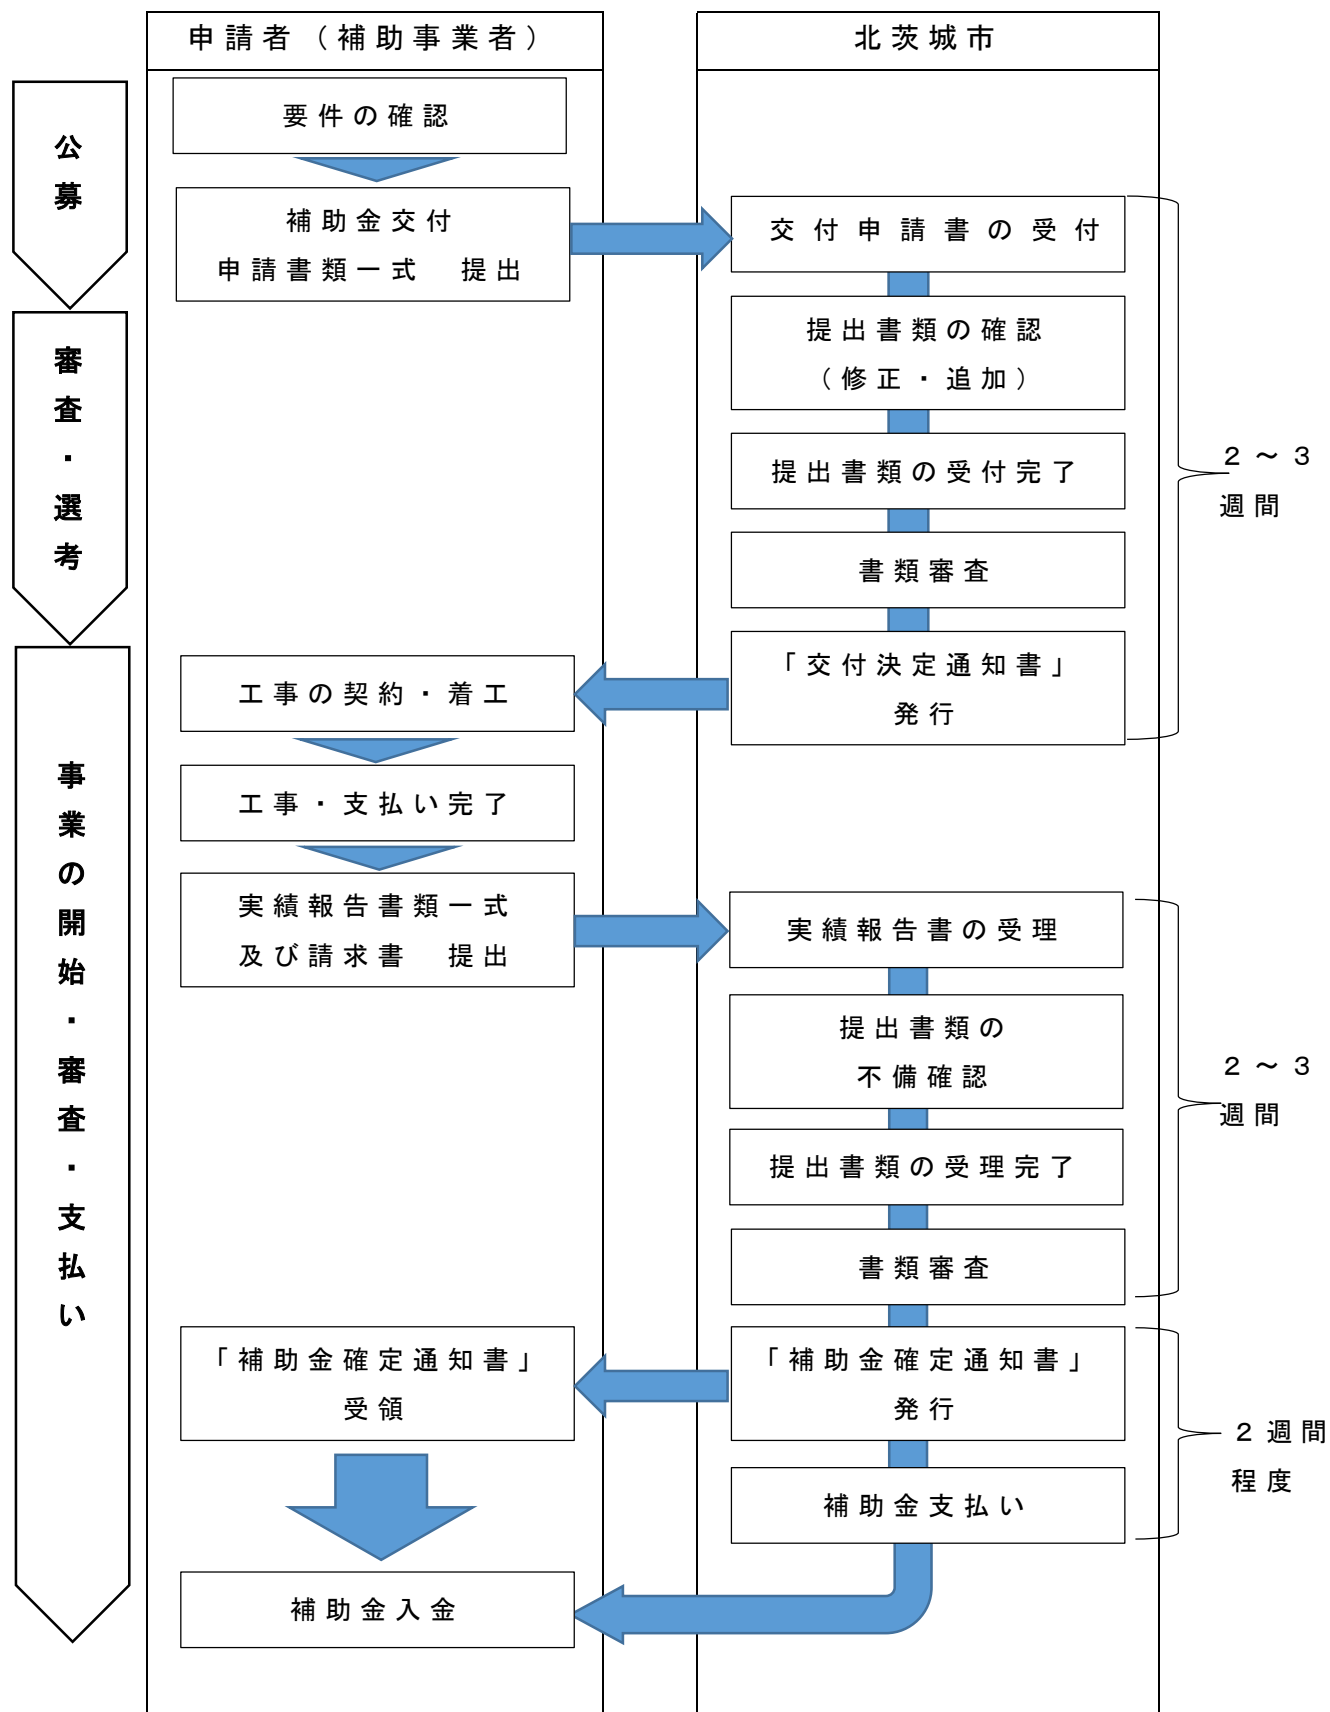 申請者（補助事業者）
北茨城市
公募
要件の確認
補助金交付
申請書類一式　提出
交付申請書の受付
提出書類の確認
（修正・追加）
提出書類の受付完了
書類審査
「交付決定通知書」
発行
２～３
週間
審査・選考
工事の契約・着工
工事・支払い完了
実績報告書類一式
及び請求書　提出
実績報告書の受理
提出書類の
不備確認
提出書類の受理完了
書類審査
２～３
週間
事業の開始・審査・支払い
「補助金確定通知書」
受領
「補助金確定通知書」
発行
補助金支払い
２週間
程度
補助金入金